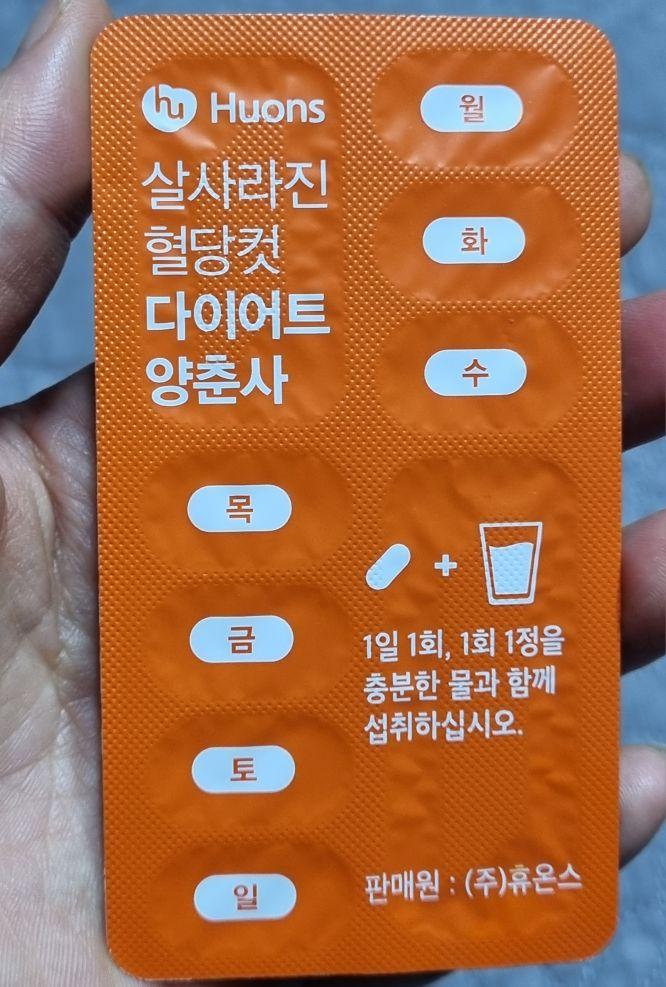 hu Huons
살사라진
혈당컷
다이어트
양춘사
월
화
수
목
금
토
일
1일 1회, 1회 1정을
충분한 물과 함께
섭취하십시오.
판매원 : (주)휴온스